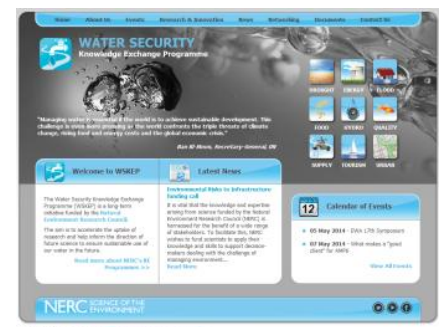 Home About Us Events Research & Innovation News Networking Documents Contact Us
WATER SECURITY
Knowledge Exchange Programme
DROUGHT ENERGY FLOOD
FOOD HYDRO QUALITY
SUPPLY TOURISM URBAN
"Managing water is essential if the world is to achieve sustainable development. This
challenge is even more pressing as the world confronts the triple threats of climate
change, rising food and energy costs and the global economic crisis."
Ban Ki-Moon, Secretary-General, UN
Welcome to WSKEP
The Water Security Knowledge Exchange
Programme (WSKEP) is a long term
initiative funded by the Natural
Environment Research Council.
The aim is to accelerate the uptake of
research and help inform the direction of
future science to ensure sustainable use of
our water in the future.
Read more about NERC's KE
Programme >>
Latest News
Environmental Risks to Infrastructure
funding call
It is vital that the knowledge and expertise
arising from science funded by the Natural
Environment Research Council (NERC) is
harnessed for the benefit of a wide range
of stakeholders. To facilitate this, NERC
wishes to fund scientists to apply their
knowledge and skills to support decision-
makers dealing with the challenge of
managing environment...
Read More
12
Calendar of Events
05 May 2014 - EWA 17th Symposium
07 May 2014 - What makes a "good
client" for AMP6
View All Events
NERC SCIENCE OF THE
ENVIRONMENT